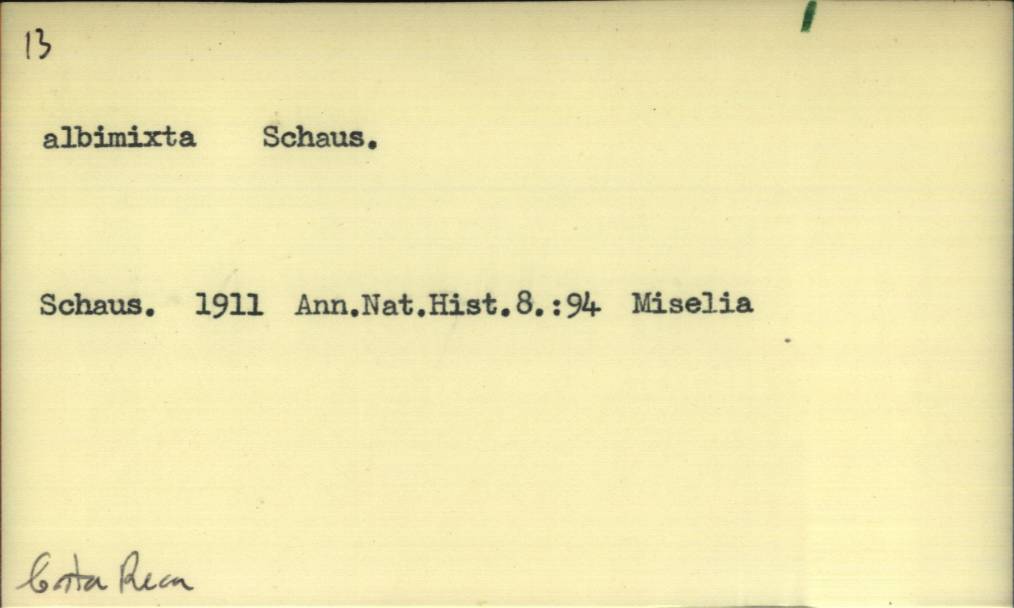 13
albimixta Schaus.
Schaus. 1911 Ann.Nat.Hist.8.:94 Miselia
Costa Rica